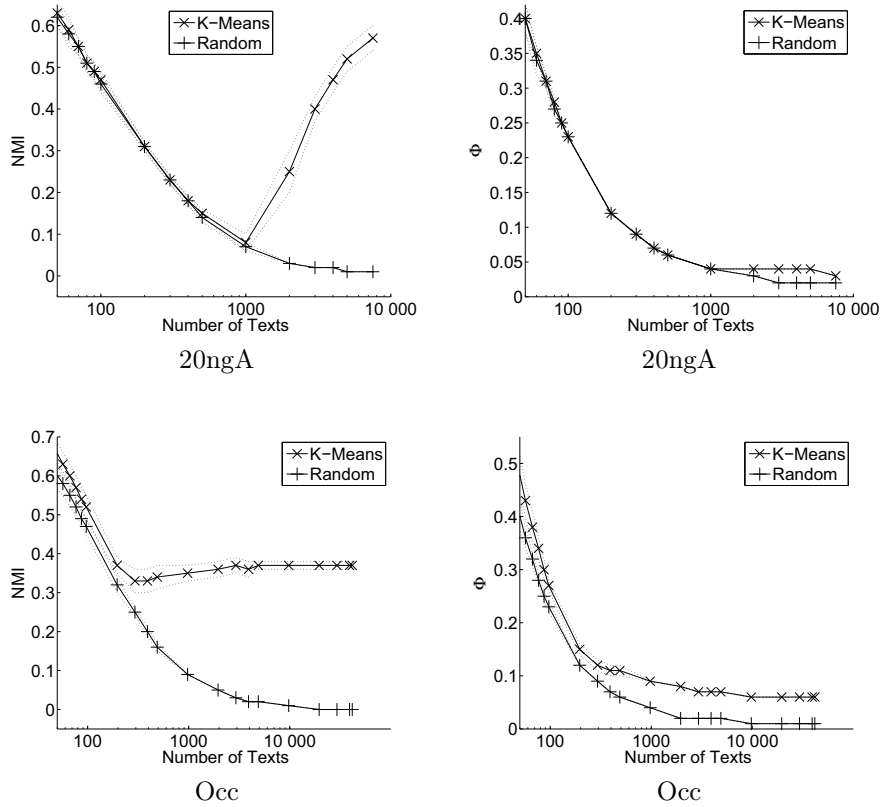 0.6
0.5
0.4
0.3
0.2
0.1
0
NMI
K-Means
Random
100
1000
10 000
Number of Texts
20ngA
0.4
0.35
0.3
0.25
0.2
0.15
0.1
0.05
0
Φ
K-Means
Random
100
1000
10 000
Number of Texts
20ngA
0.7
0.6
0.5
0.4
0.3
0.2
0.1
0
NMI
K-Means
Random
100
1000
10 000
Number of Texts
Occ
0.5
0.4
0.3
0.2
0.1
0
Φ
K-Means
Random
100
1000
10 000
Number of Texts
Occ